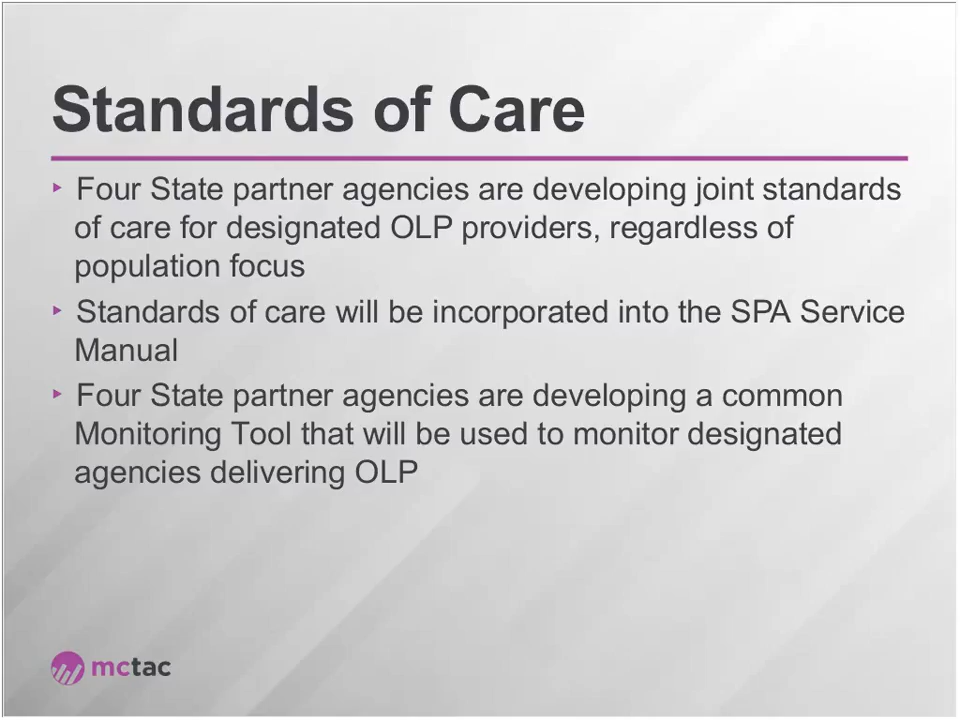 Standards of Care
‣ Four State partner agencies are developing joint standards
of care for designated OLP providers, regardless of
population focus
‣ Standards of care will be incorporated into the SPA Service
Manual
‣ Four State partner agencies are developing a common
Monitoring Tool that will be used to monitor designated
agencies delivering OLP
mctac